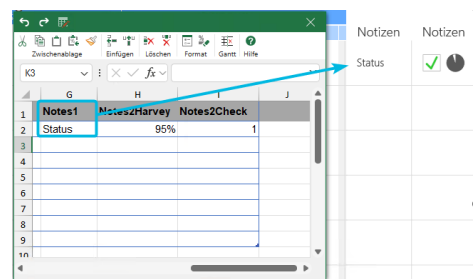 Zwischenablage Einfügen Löschen Format Gantt Hilfe
K3 fx
G H I J
1 Notes1 Notes2Harvey Notes2Check
2 Status 95% 1
3
4
5
6
7
8
9
10
Notizen Notizen
Status